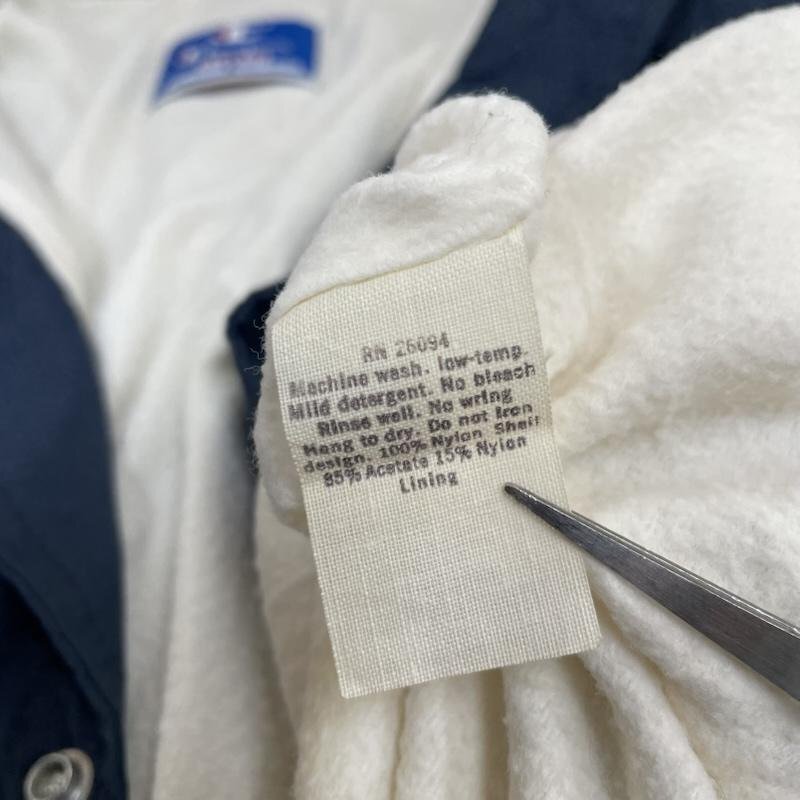 RN 26094
Machine wash. low-temp.
Mild detergent. No bleach
Rinse well. No wring
Hang to dry. Do not Iron
design. 100% Nylon Shell
85% Acetate 15% Nylon
Lining